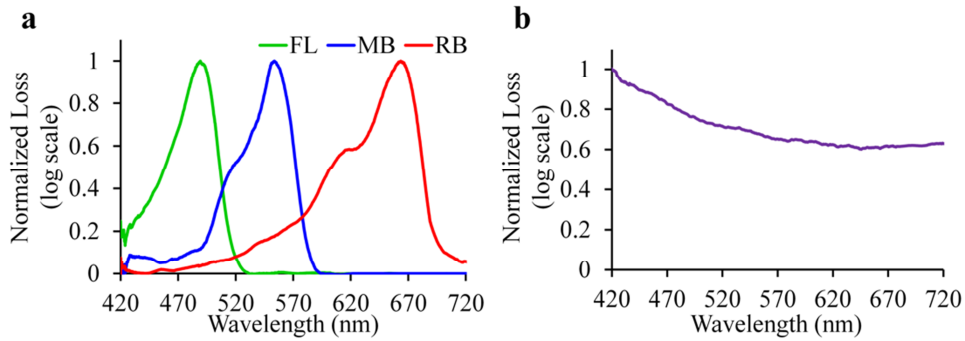 a
FL MB RB
Normalized Loss
(log scale)
1
0.8
0.6
0.4
0.2
0
420 470 520 570 620 670 720
Wavelength (nm)
b
Normalized Loss
(log scale)
1
0.8
0.6
0.4
0.2
0
420 470 520 570 620 670 720
Wavelength (nm)